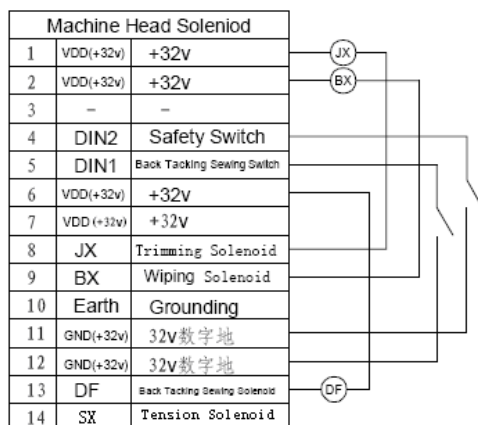 Machine Head Soleniod
1 VDD(+32v) +32v
2 VDD(+32v) +32v
3 - -
4 DIN2 Safety Switch
5 DIN1 Back Tacking Sewing Switch
6 VDD(+32v) +32v
7 VDD (+32v) +32V
8 JX Trimming Solenoid
9 BX Wiping Solenoid
10 Earth Grounding
11 GND(+32v) 32V数字地
12 GND(+32v) 32V数字地
13 DF Back Tacking Sewing Solenoid
14 SX Tension Solenoid
JX
BX
DF